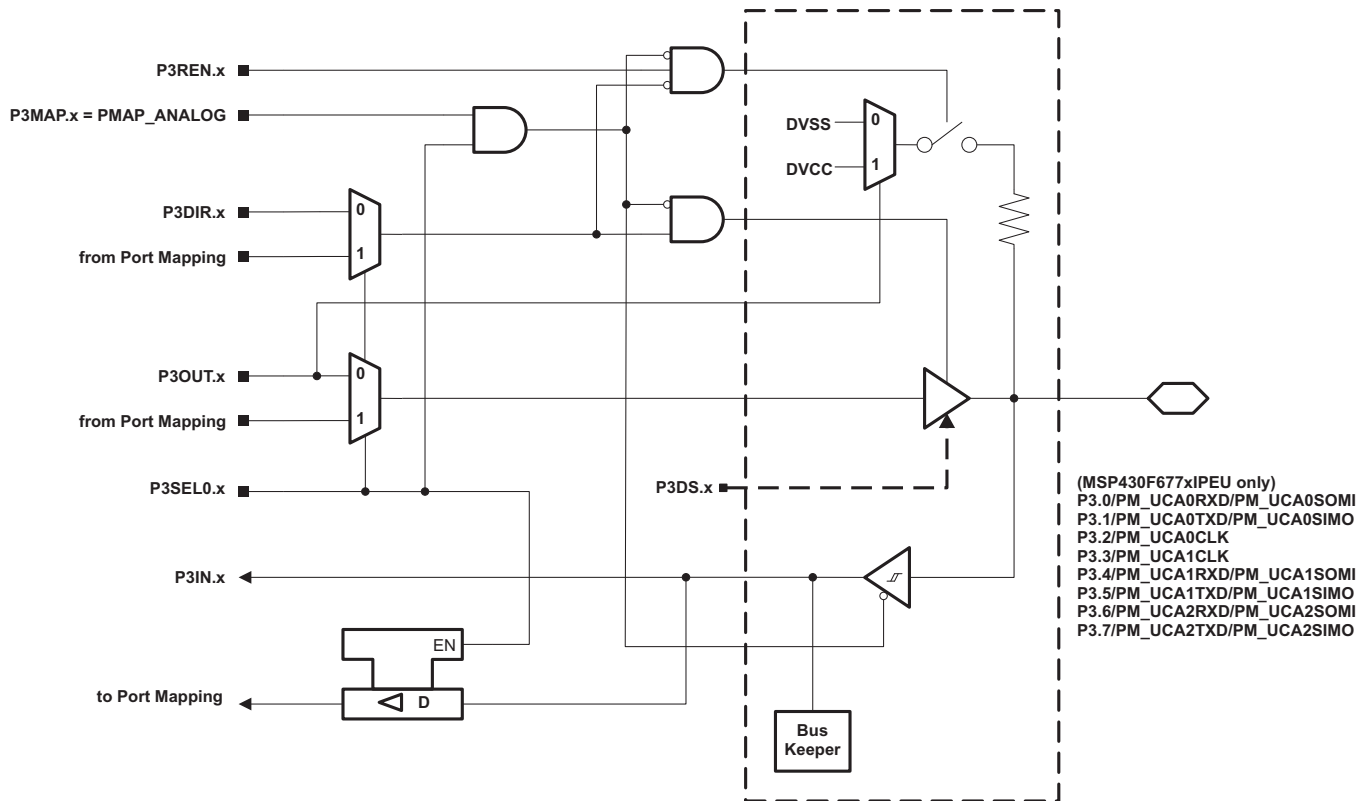 P3REN.x
P3MAP.x = PMAP_ANALOG
DVSS
0
DVCC
1
P3DIR.x
0
from Port Mapping
1
P3OUT.x
0
from Port Mapping
1
P3SEL0.x
P3DS.x
(MSP430F677xIPEU only)
P3.0/PM_UCA0RXD/PM_UCA0SOMI
P3.1/PM_UCA0TXD/PM_UCA0SIMO
P3.2/PM_UCA0CLK
P3.3/PM_UCA1CLK
P3.4/PM_UCA1RXD/PM_UCA1SOMI
P3.5/PM_UCA1TXD/PM_UCA1SIMO
P3.6/PM_UCA2RXD/PM_UCA2SOMI
P3.7/PM_UCA2TXD/PM_UCA2SIMO
P3IN.x
EN
to Port Mapping
D
Bus
Keeper